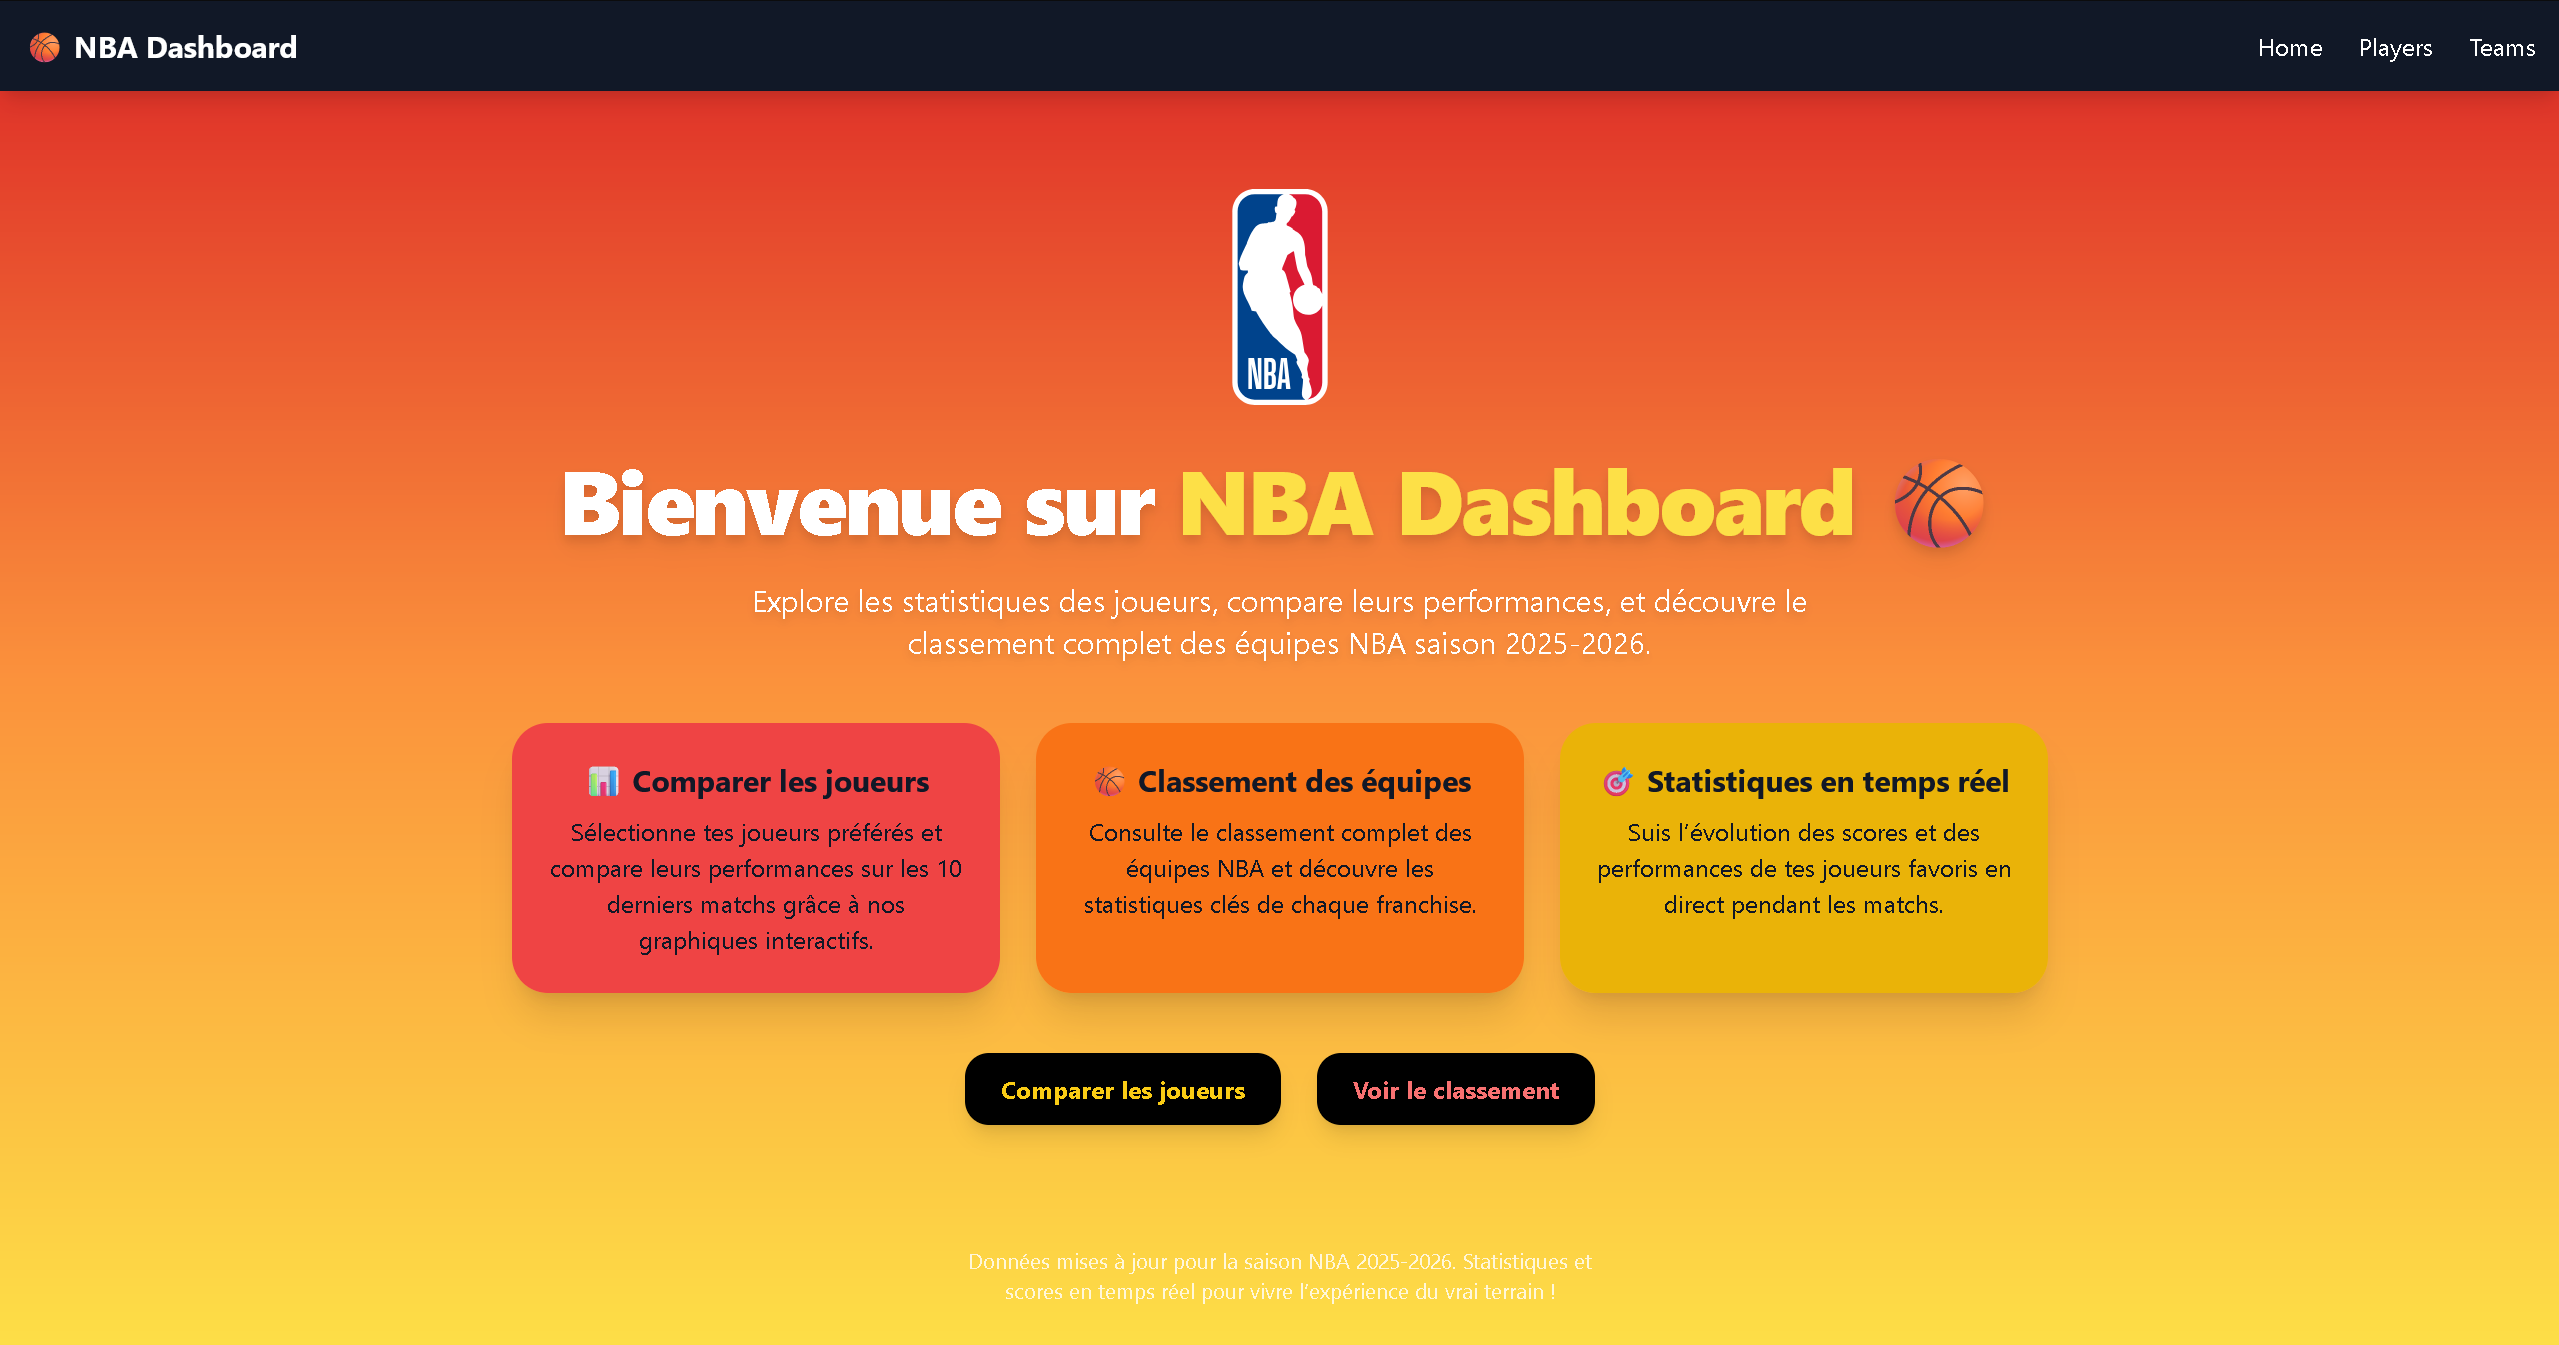 NBA Dashboard
Home
Players
Teams
NBA
Bienvenue sur NBA Dashboard
Explore les statistiques des joueurs, compare leurs performances, et découvre le
classement complet des équipes NBA saison 2025-2026.
Comparer les joueurs
Sélectionne tes joueurs préférés et
compare leurs performances sur les 10
derniers matchs grâce à nos
graphiques interactifs.
Classement des équipes
Consulte le classement complet des
équipes NBA et découvre les
statistiques clés de chaque franchise.
Statistiques en temps réel
Suis l’évolution des scores et des
performances de tes joueurs favoris en
direct pendant les matchs.
Comparer les joueurs
Voir le classement
Données mises à jour pour la saison NBA 2025-2026. Statistiques et
scores en temps réel pour vivre l’expérience du vrai terrain !